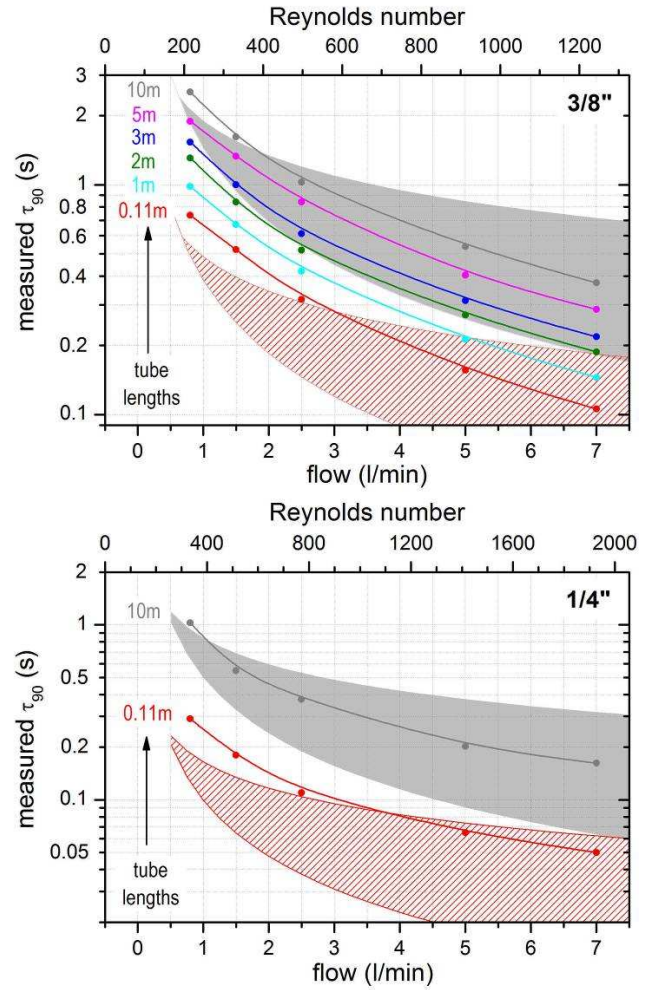 Reynolds number
0 200 400 600 800 1000 1200
3/8"
3
2
1
0.8
0.6
0.4
0.2
0.1
measured τ90 (s)
10m
5m
3m
2m
1m
0.11m
tube
lengths
0 1 2 3 4 5 6 7
flow (l/min)
Reynolds number
0 400 800 1200 1600 2000
1/4"
2
1
0.5
0.2
0.1
0.05
measured τ90 (s)
10m
0.11m
tube
lengths
0 1 2 3 4 5 6 7
flow (l/min)